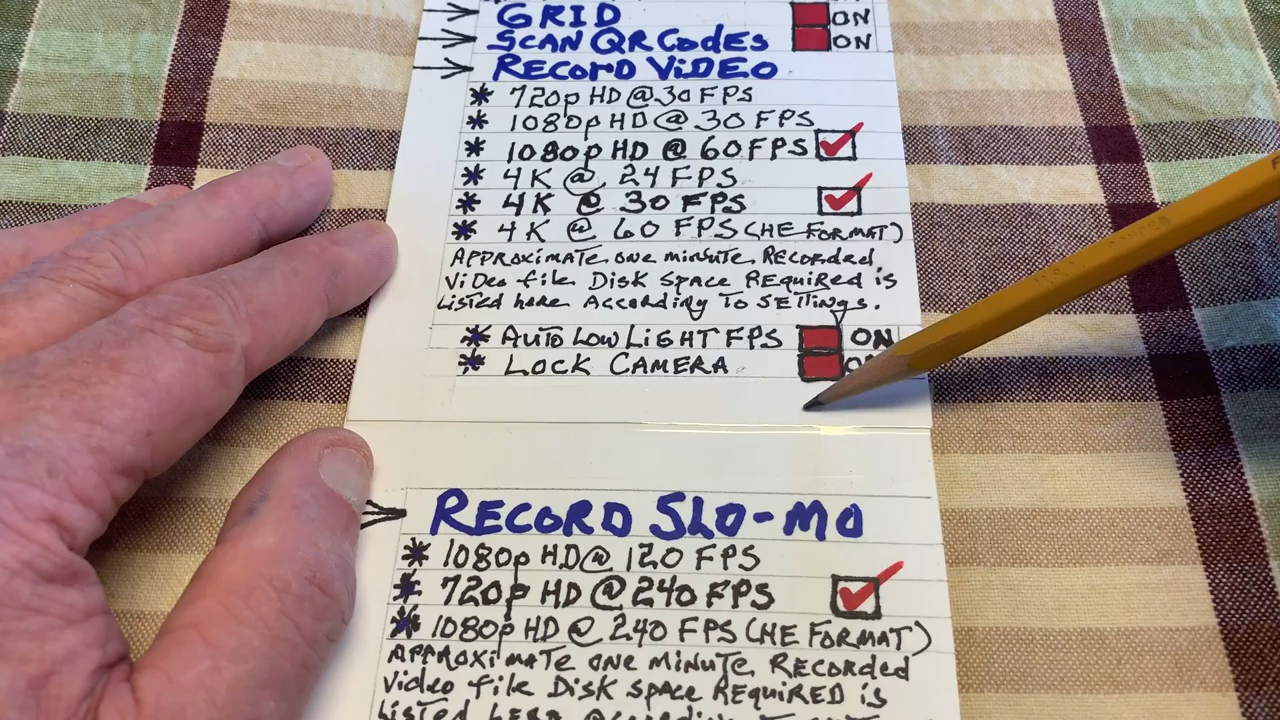 GRID ON
SCAN QR CODES ON
RECORD VIDEO
* 720p HD @ 30 FPS
* 1080p HD @ 30 FPS
* 1080p HD @ 60 FPS
* 4K @ 24 FPS
* 4K @ 30 FPS
* 4K @ 60 FPS (HE FORMAT)
APPROXIMATE ONE MINUTE RECORDED
VIDEO FILE DISK SPACE REQUIRED IS
LISTED HERE ACCORDING TO SETTINGS.
* AUTO LOW LIGHT FPS ON
* LOCK CAMERA
RECORD SLO-MO
* 1080p HD @ 120 FPS
* 720p HD @ 240 FPS
* 1080p HD @ 240 FPS (HE FORMAT)
APPROXIMATE ONE MINUTE RECORDED
VIDEO FILE DISK SPACE REQUIRED IS
LISTED HERE